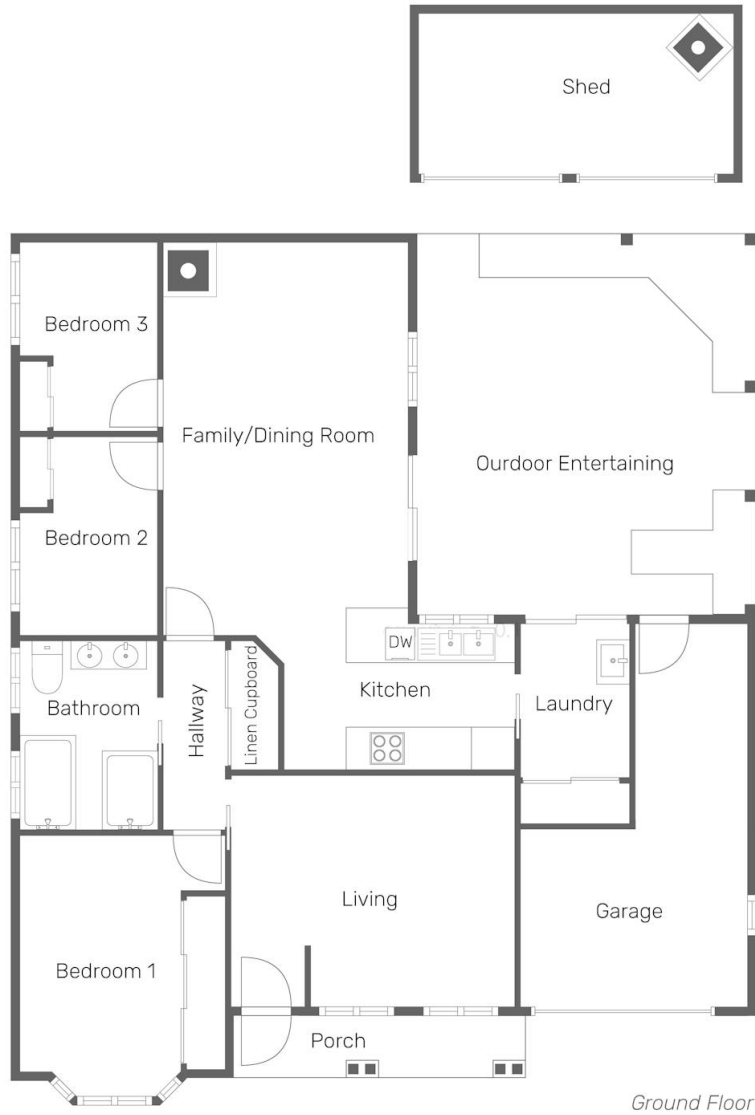 Shed
Bedroom 3
Family/Dining Room
Ourdoor Entertaining
Bedroom 2
DW
Kitchen
Laundry
Bathroom
Hallway
Linen Cupboard
Living
Garage
Bedroom 1
Porch
Ground Floor